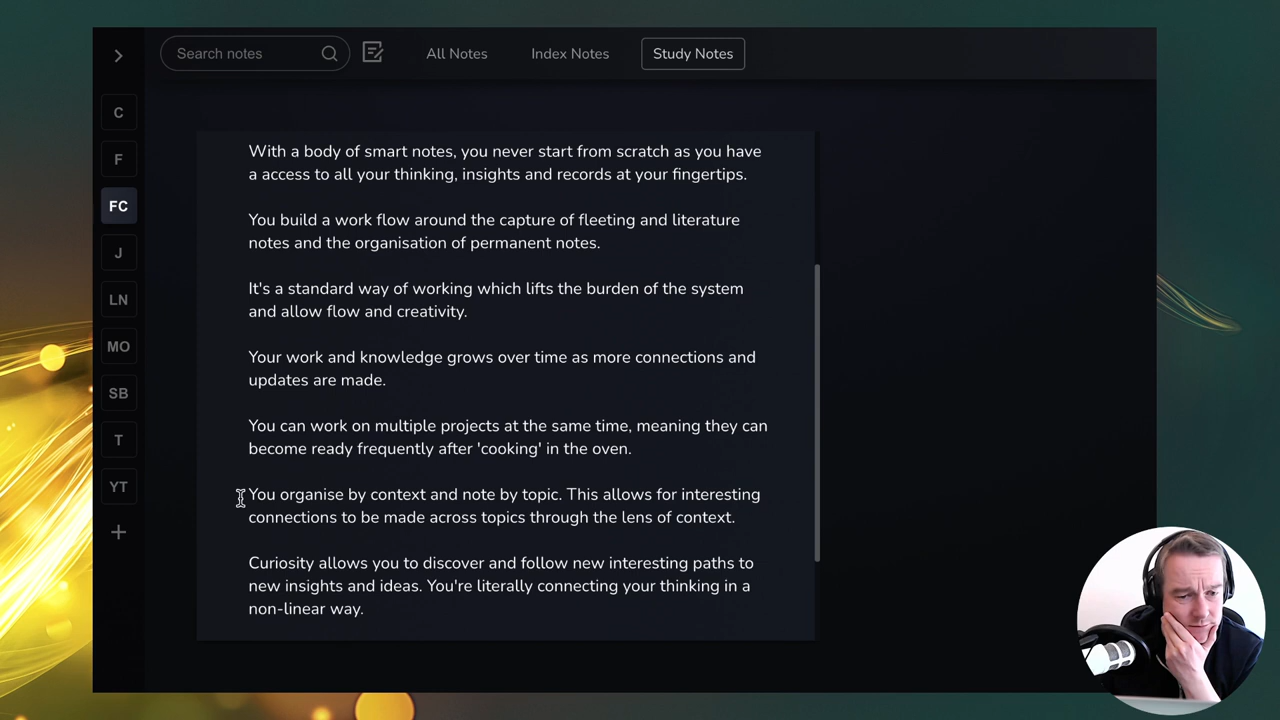 Search notes
All Notes
Index Notes
Study Notes
C
F
FC
J
LN
MO
SB
T
YT
With a body of smart notes, you never start from scratch as you have
a access to all your thinking, insights and records at your fingertips.
You build a work flow around the capture of fleeting and literature
notes and the organisation of permanent notes.
It's a standard way of working which lifts the burden of the system
and allow flow and creativity.
Your work and knowledge grows over time as more connections and
updates are made.
You can work on multiple projects at the same time, meaning they can
become ready frequently after 'cooking' in the oven.
You organise by context and note by topic. This allows for interesting
connections to be made across topics through the lens of context.
Curiosity allows you to discover and follow new interesting paths to
new insights and ideas. You're literally connecting your thinking in a
non-linear way.